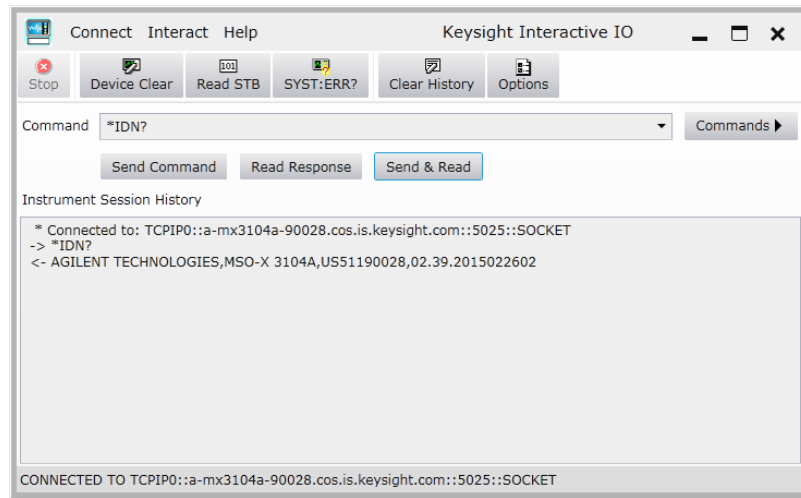 Connect Interact Help Keysight Interactive IO
Stop Device Clear Read STB SYST:ERR? Clear History Options
Command *IDN? Commands
Send Command Read Response Send & Read
Instrument Session History
* Connected to: TCPIP0::a-mx3104a-90028.cos.is.keysight.com::5025::SOCKET
-> *IDN?
<- AGILENT TECHNOLOGIES,MSO-X 3104A,US51190028,02.39.2015022602
CONNECTED TO TCPIP0::a-mx3104a-90028.cos.is.keysight.com::5025::SOCKET